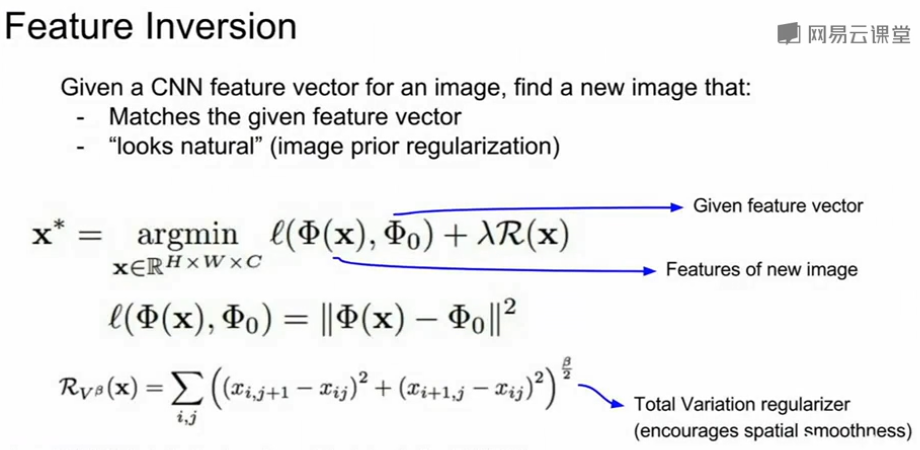 Feature Inversion
网易云课堂
Given a CNN feature vector for an image, find a new image that:
- Matches the given feature vector
- “looks natural” (image prior regularization)
Given feature vector
x* = argmin ℓ(Φ(x), Φ₀) + λR(x)
x∈ℝ^{H×W×C}
Features of new image
ℓ(Φ(x), Φ₀) = ‖Φ(x) − Φ₀‖²
R_{V^β}(x) = ∑_{i,j} ((x_{i,j+1} − x_{ij})² + (x_{i+1,j} − x_{ij})²)^{β/2}
Total Variation regularizer
(encourages spatial smoothness)